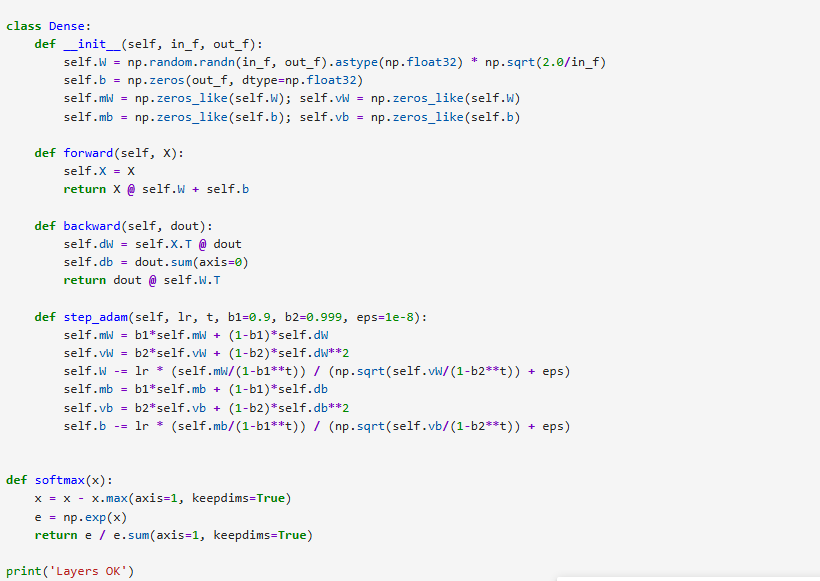 class Dense:
    def __init__(self, in_f, out_f):
        self.W = np.random.randn(in_f, out_f).astype(np.float32) * np.sqrt(2.0/in_f)
        self.b = np.zeros(out_f, dtype=np.float32)
        self.mW = np.zeros_like(self.W); self.vW = np.zeros_like(self.W)
        self.mb = np.zeros_like(self.b); self.vb = np.zeros_like(self.b)

    def forward(self, X):
        self.X = X
        return X @ self.W + self.b

    def backward(self, dout):
        self.dW = self.X.T @ dout
        self.db = dout.sum(axis=0)
        return dout @ self.W.T

    def step_adam(self, lr, t, b1=0.9, b2=0.999, eps=1e-8):
        self.mW = b1*self.mW + (1-b1)*self.dW
        self.vW = b2*self.vW + (1-b2)*self.dW**2
        self.W -= lr * (self.mW/(1-b1**t)) / (np.sqrt(self.vW/(1-b2**t)) + eps)
        self.mb = b1*self.mb + (1-b1)*self.db
        self.vb = b2*self.vb + (1-b2)*self.db**2
        self.b -= lr * (self.mb/(1-b1**t)) / (np.sqrt(self.vb/(1-b2**t)) + eps)


def softmax(x):
    x = x - x.max(axis=1, keepdims=True)
    e = np.exp(x)
    return e / e.sum(axis=1, keepdims=True)

print('Layers OK')